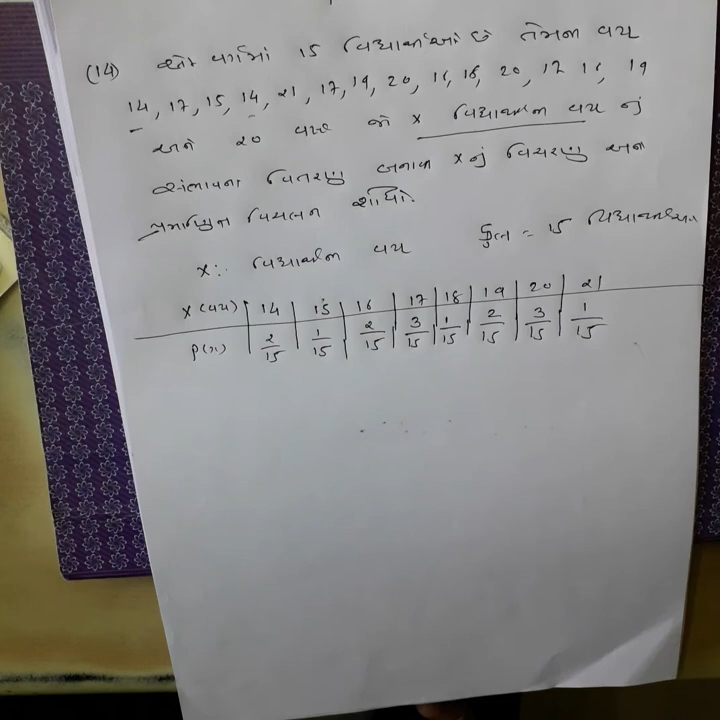 (14) એક વર્ગમાં 15 વિદ્યાર્થીઓ છે તેમના વય
14, 17, 15, 14, 21, 17, 19, 20, 16, 18, 20, 17 16, 19
અને 20 વર્ષ જો X વિદ્યાર્થીના વય નું
સંભાવના વિતરણ બનાવો X નું વિચરણ અને
પ્રમાણિત વિચલન શોધો.
X : વિદ્યાર્થીના વય કુલ = 15
X (વય) 14 15 16 17 18 19 20 21
P(x) 2/15 1/15 2/15 3/15 1/15 2/15 3/15 1/15